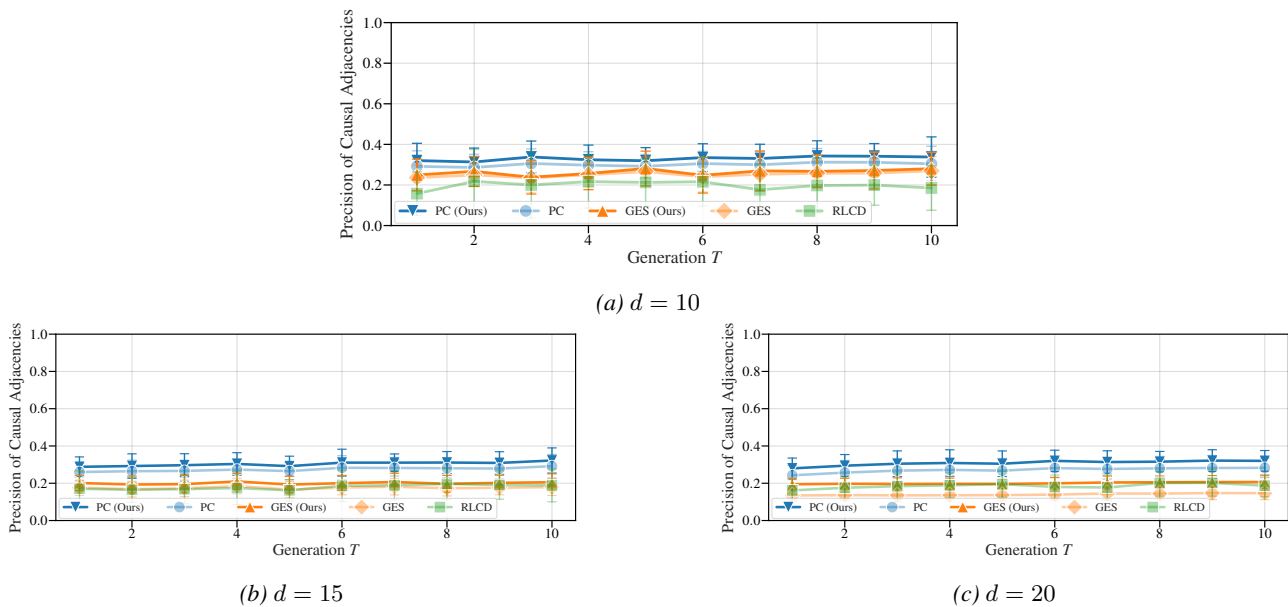 Precision of Causal Adjacencies
1.0
0.8
0.6
0.4
0.2
0.0
PC (Ours) PC GES (Ours) GES RLCD
2 4 6 8 10
Generation T
(a) d = 10
Precision of Causal Adjacencies
1.0
0.8
0.6
0.4
0.2
0.0
PC (Ours) PC GES (Ours) GES RLCD
2 4 6 8 10
Generation T
(b) d = 15
Precision of Causal Adjacencies
1.0
0.8
0.6
0.4
0.2
0.0
PC (Ours) PC GES (Ours) GES RLCD
2 4 6 8 10
Generation T
(c) d = 20